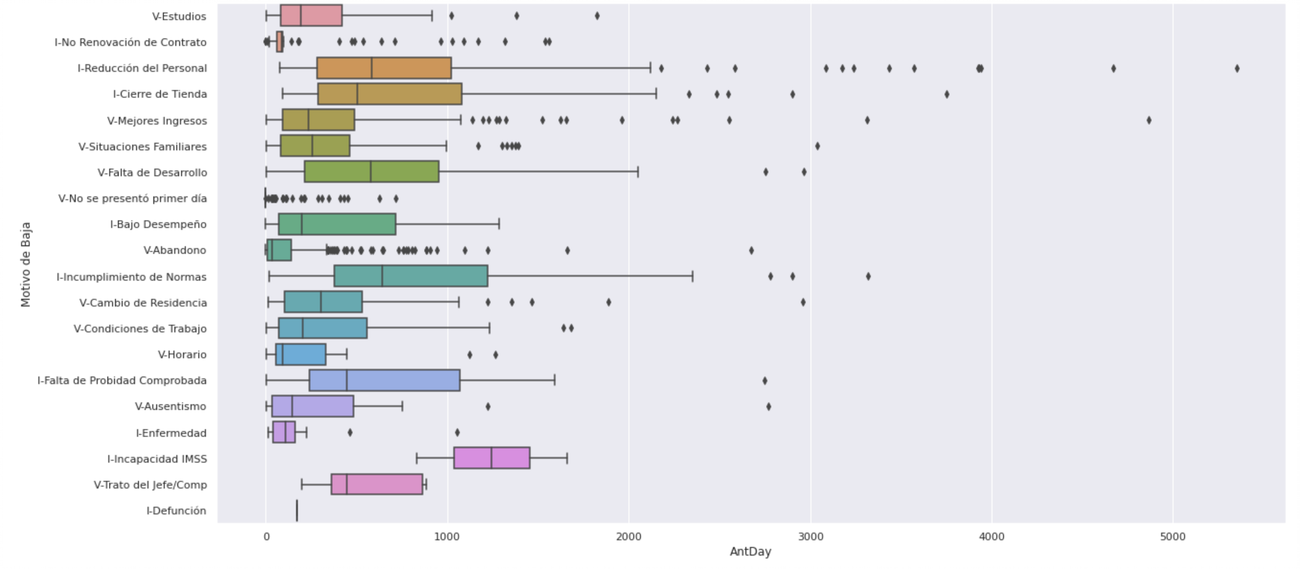 V-Estudios
I-No Renovación de Contrato
I-Reducción del Personal
I-Cierre de Tienda
V-Mejores Ingresos
V-Situaciones Familiares
V-Falta de Desarrollo
V-No se presentó primer día
I-Bajo Desempeño
V-Abandono
I-Incumplimiento de Normas
V-Cambio de Residencia
V-Condiciones de Trabajo
V-Horario
I-Falta de Probidad Comprobada
V-Ausentismo
I-Enfermedad
I-Incapacidad IMSS
V-Trato del Jefe/Comp
I-Defunción
Motivo de Baja
0 1000 2000 3000 4000 5000
AntDay